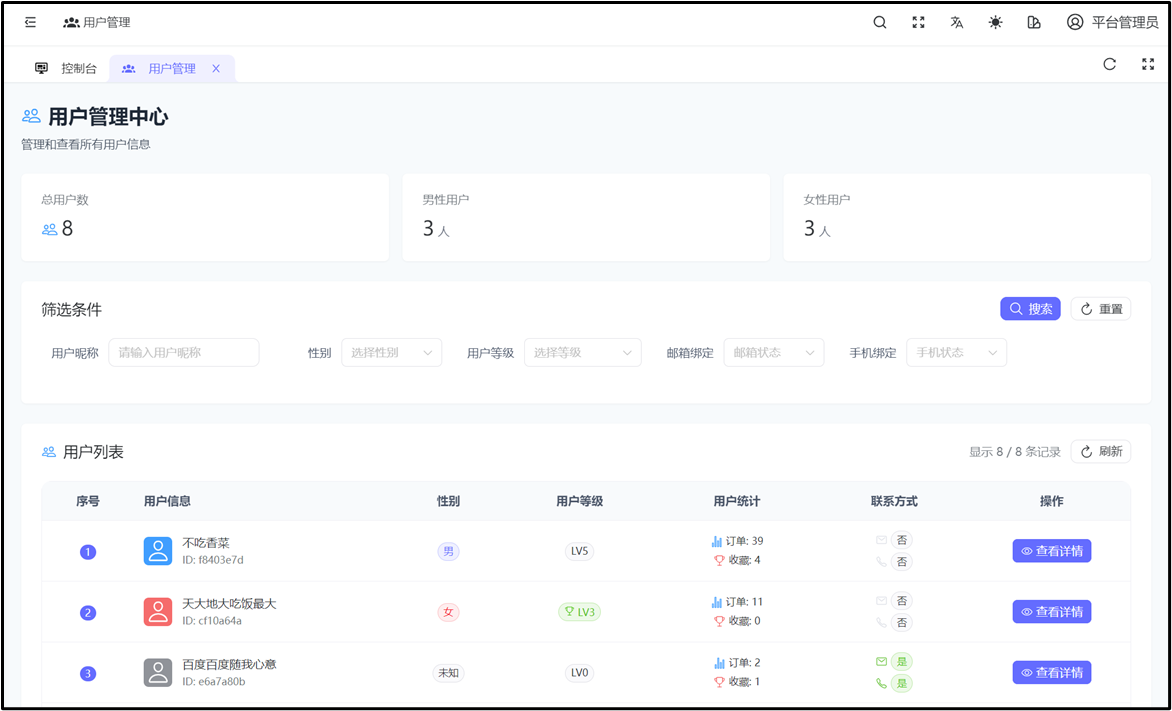 用户管理 平台管理员
控制台 用户管理 X
用户管理中心
管理和查看所有用户信息
总用户数 男性用户 女性用户
8 3 人 3 人
筛选条件 搜索 重置
用户昵称 请输入用户昵称 性别 选择性别 用户等级 选择等级 邮箱绑定 邮箱状态 手机绑定 手机状态
用户列表 显示 8 / 8 条记录 刷新
序号 用户信息 性别 用户等级 用户统计 联系方式 操作
1 不吃香菜 男 LV5 订单: 39 否 查看详情
ID: f8403e7d 收藏: 4 否
2 天大地大吃饭最大 女 LV3 订单: 11 否 查看详情
ID: cf10a64a 收藏: 0 否
3 百度百度随我心意 未知 LV0 订单: 2 是 查看详情
ID: e6a7a80b 收藏: 1 是